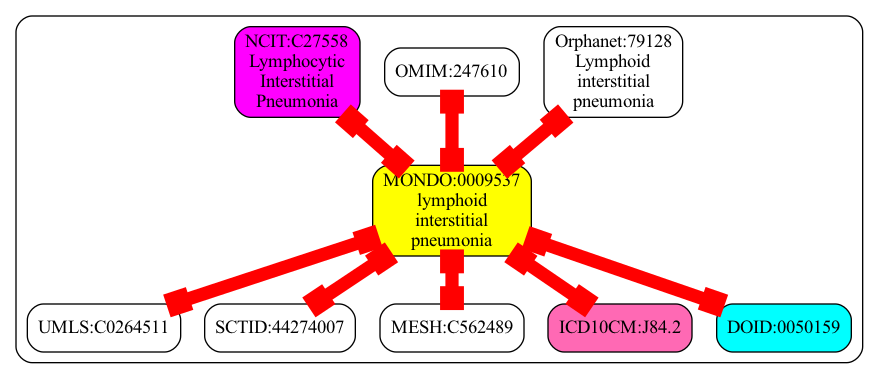 NCIT:C27558
Lymphocytic
Interstitial
Pneumonia
OMIM:247610
Orphanet:79128
Lymphoid
interstitial
pneumonia
MONDO:0009537
lymphoid
interstitial
pneumonia
UMLS:C0264511
SCTID:44274007
MESH:C562489
ICD10CM:J84.2
DOID:0050159